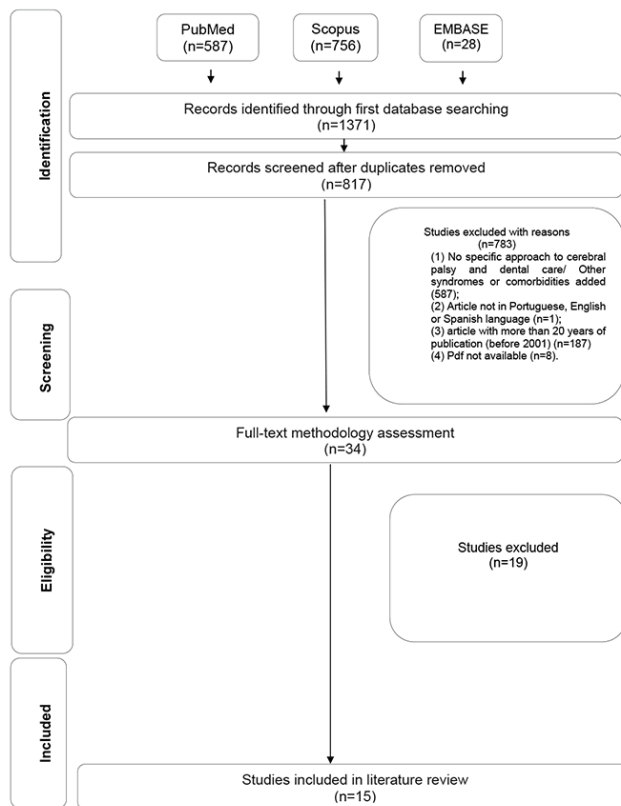 PubMed
(n=587)
Scopus
(n=756)
EMBASE
(n=28)
Identification
Records identified through first database searching
(n=1371)
Records screened after duplicates removed
(n=817)
Studies excluded with reasons
(n=783)
(1) No specific approach to cerebral
palsy and dental care/ Other
syndromes or comorbidities added
(587);
(2) Article not in Portuguese, English
or Spanish language (n=1);
(3) article with more than 20 years of
publication (before 2001) (n=187)
(4) Pdf not available (n=8).
Screening
Full-text methodology assessment
(n=34)
Eligibility
Studies excluded
(n=19)
Included
Studies included in literature review
(n=15)